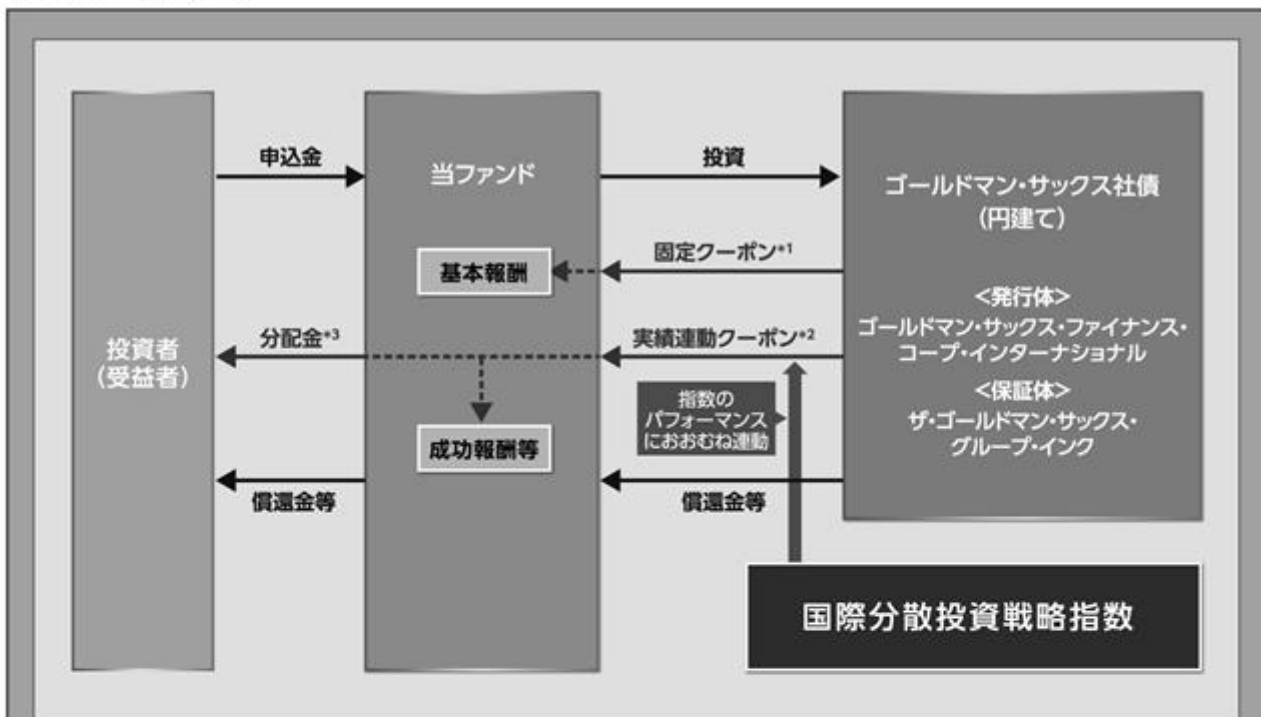 投資者
（受益者）
申込金
分配金*3
償還金等
当ファンド
基本報酬
成功報酬等
投資
固定クーポン*1
実績連動クーポン*2
指数の
パフォーマンス
におおむね連動
償還金等
ゴールドマン・サックス社債
（円建て）
<発行体>
ゴールドマン・サックス・ファイナンス・
コープ・インターナショナル
<保証体>
ザ・ゴールドマン・サックス・
グループ・インク
国際分散投資戦略指数